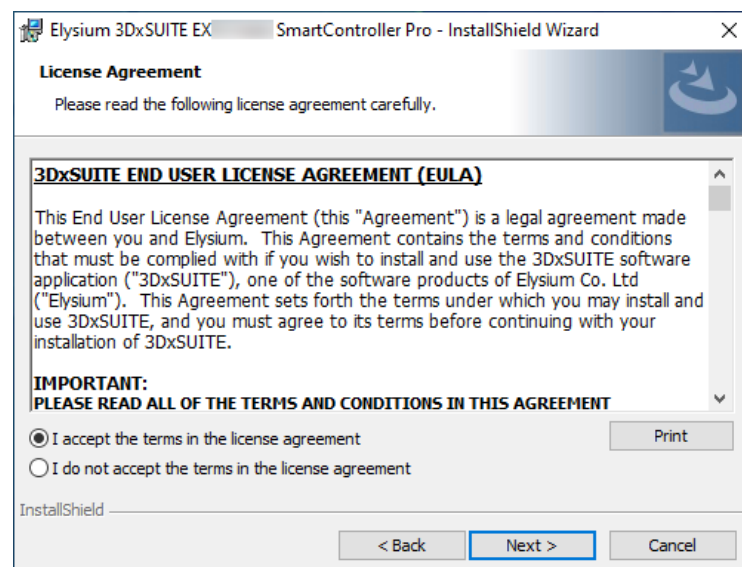 Elysium 3DxSUITE EX SmartController Pro - InstallShield Wizard
License Agreement
Please read the following license agreement carefully.
3DxSUITE END USER LICENSE AGREEMENT (EULA)
This End User License Agreement (this "Agreement") is a legal agreement made
between you and Elysium.  This Agreement contains the terms and conditions
that must be complied with if you wish to install and use the 3DxSUITE software
application ("3DxSUITE"), one of the software products of Elysium Co. Ltd
("Elysium").  This Agreement sets forth the terms under which you may install and
use 3DxSUITE, and you must agree to its terms before continuing with your
installation of 3DxSUITE.
IMPORTANT:
PLEASE READ ALL OF THE TERMS AND CONDITIONS IN THIS AGREEMENT
I accept the terms in the license agreement
Print
I do not accept the terms in the license agreement
InstallShield
< Back
Next >
Cancel